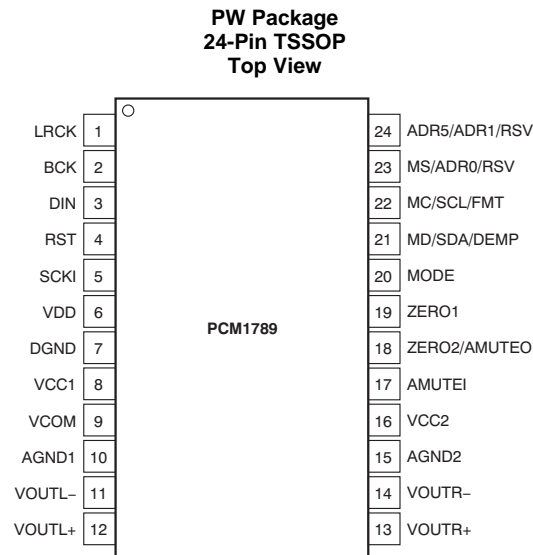 PW Package
24-Pin TSSOP
Top View
LRCK 1
BCK 2
DIN 3
RST 4
SCKI 5
VDD 6
DGND 7
VCC1 8
VCOM 9
AGND1 10
VOUTL− 11
VOUTL+ 12
PCM1789
24 ADR5/ADR1/RSV
23 MS/ADR0/RSV
22 MC/SCL/FMT
21 MD/SDA/DEMP
20 MODE
19 ZERO1
18 ZERO2/AMUTEO
17 AMUTEI
16 VCC2
15 AGND2
14 VOUTR−
13 VOUTR+